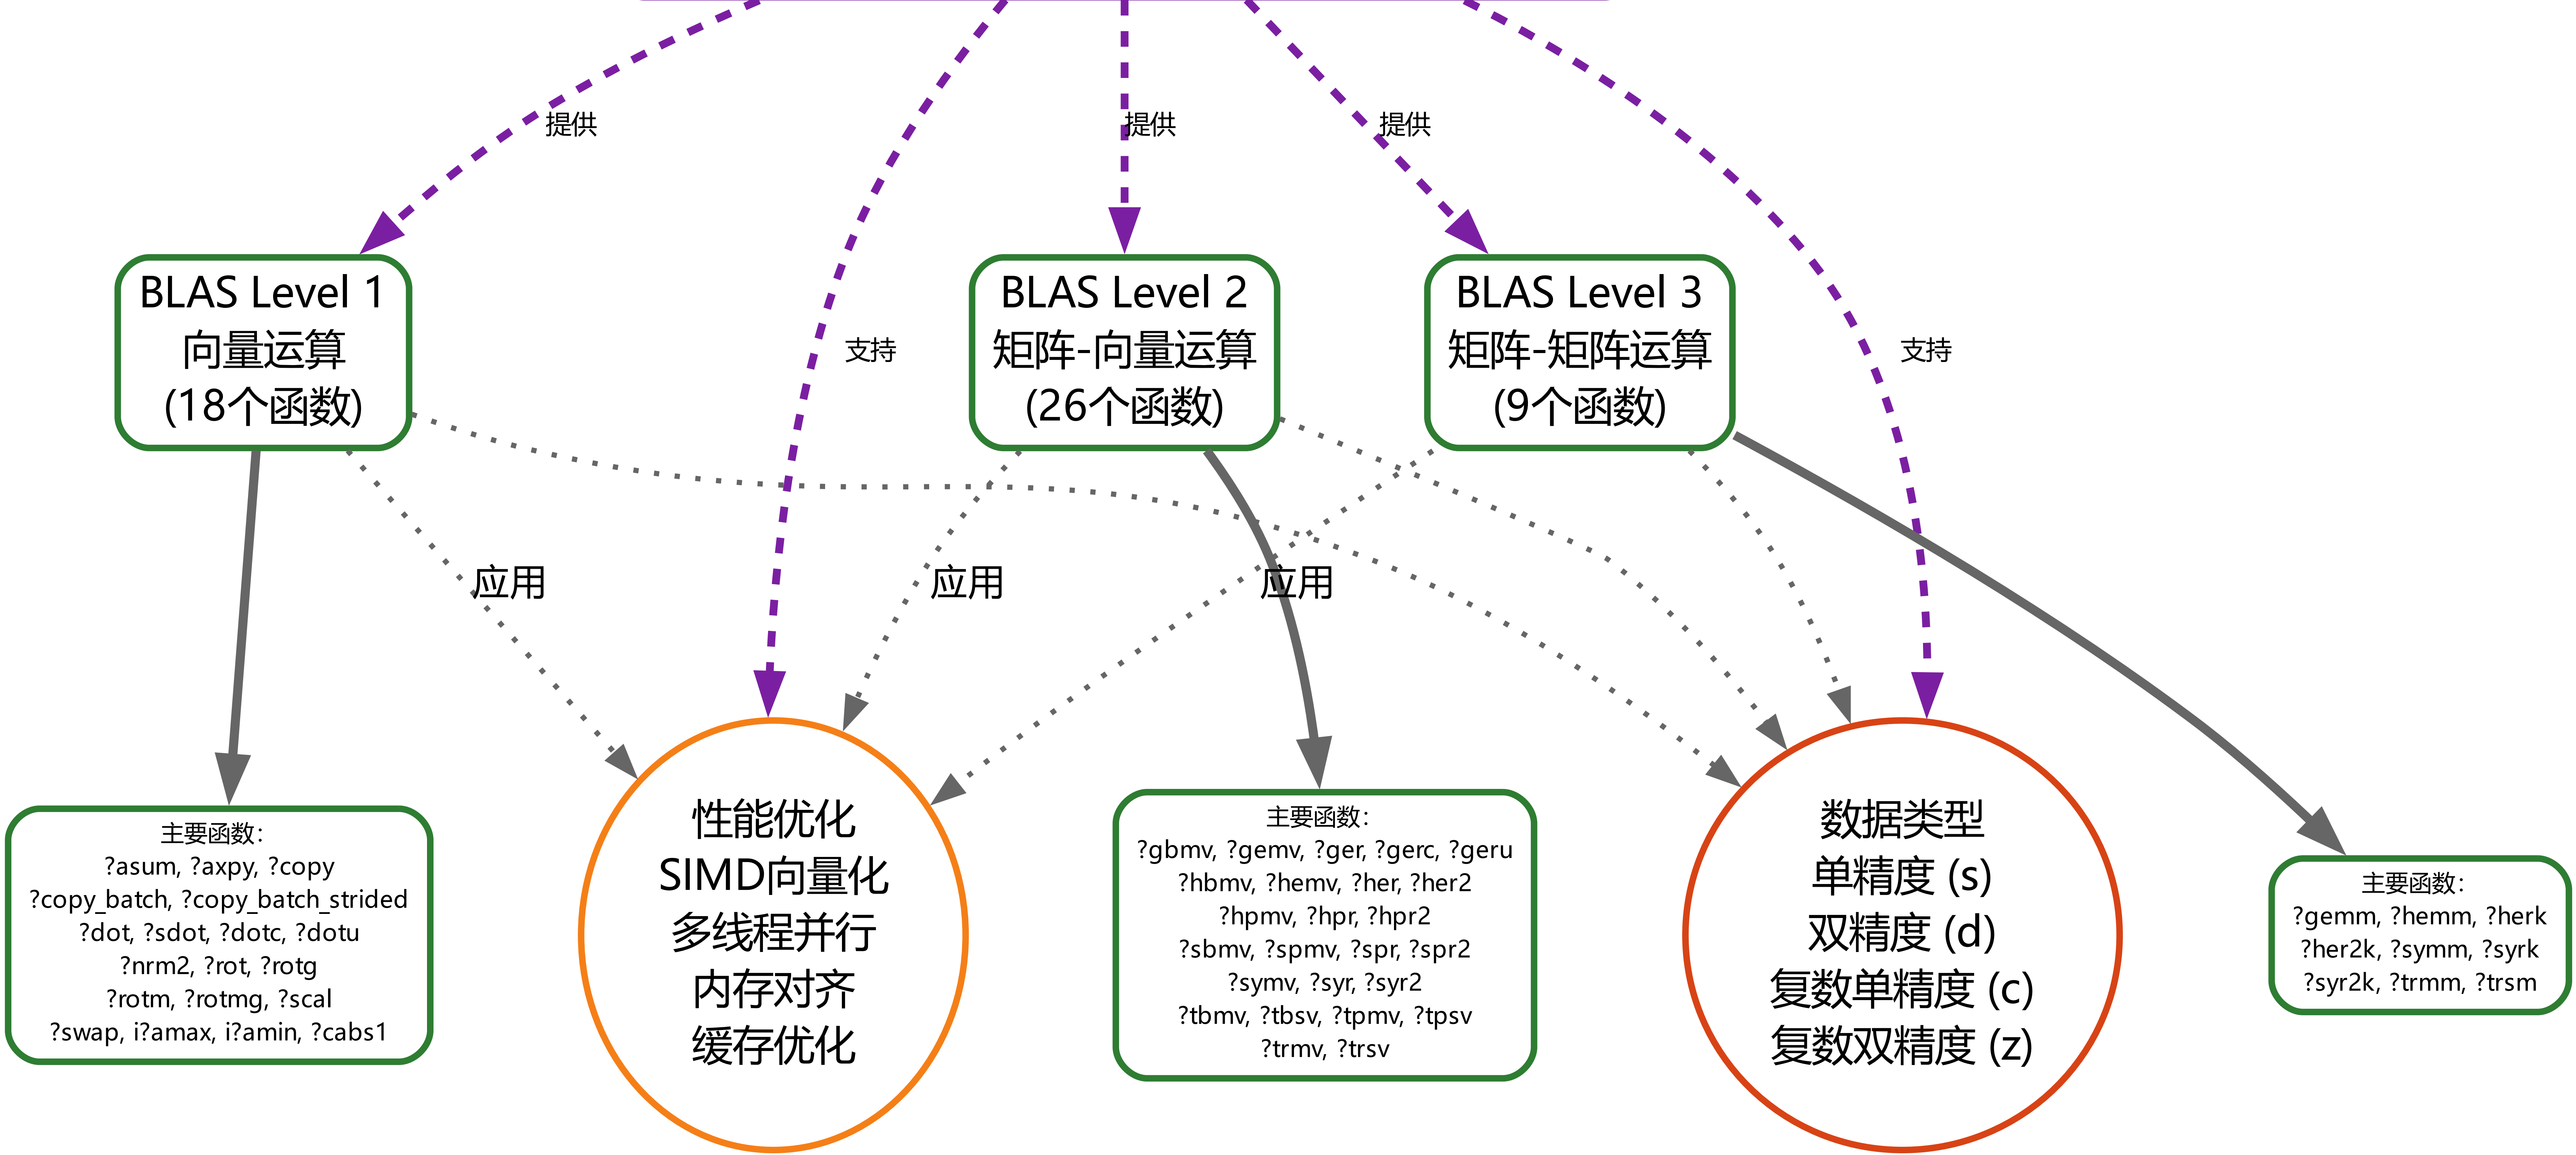 提供
提供
提供
BLAS Level 1
向量运算
(18个函数)
支持
BLAS Level 2
矩阵-向量运算
(26个函数)
BLAS Level 3
矩阵-矩阵运算
(9个函数)
支持
应用
应用
应用
主要函数:
?asum, ?axpy, ?copy
?copy_batch, ?copy_batch_strided
?dot, ?sdot, ?dotc, ?dotu
?nrm2, ?rot, ?rotg
?rotm, ?rotmg, ?scal
?swap, i?amax, i?amin, ?cabs1
性能优化
SIMD向量化
多线程并行
内存对齐
缓存优化
主要函数:
?gbmv, ?gemv, ?ger, ?gerc, ?geru
?hbmv, ?hemv, ?her, ?her2
?hpmv, ?hpr, ?hpr2
?sbmv, ?spmv, ?spr, ?spr2
?symv, ?syr, ?syr2
?tbmv, ?tbsv, ?tpmv, ?tpsv
?trmv, ?trsv
数据类型
单精度 (s)
双精度 (d)
复数单精度 (c)
复数双精度 (z)
主要函数:
?gemm, ?hemm, ?herk
?her2k, ?symm, ?syrk
?syr2k, ?trmm, ?trsm